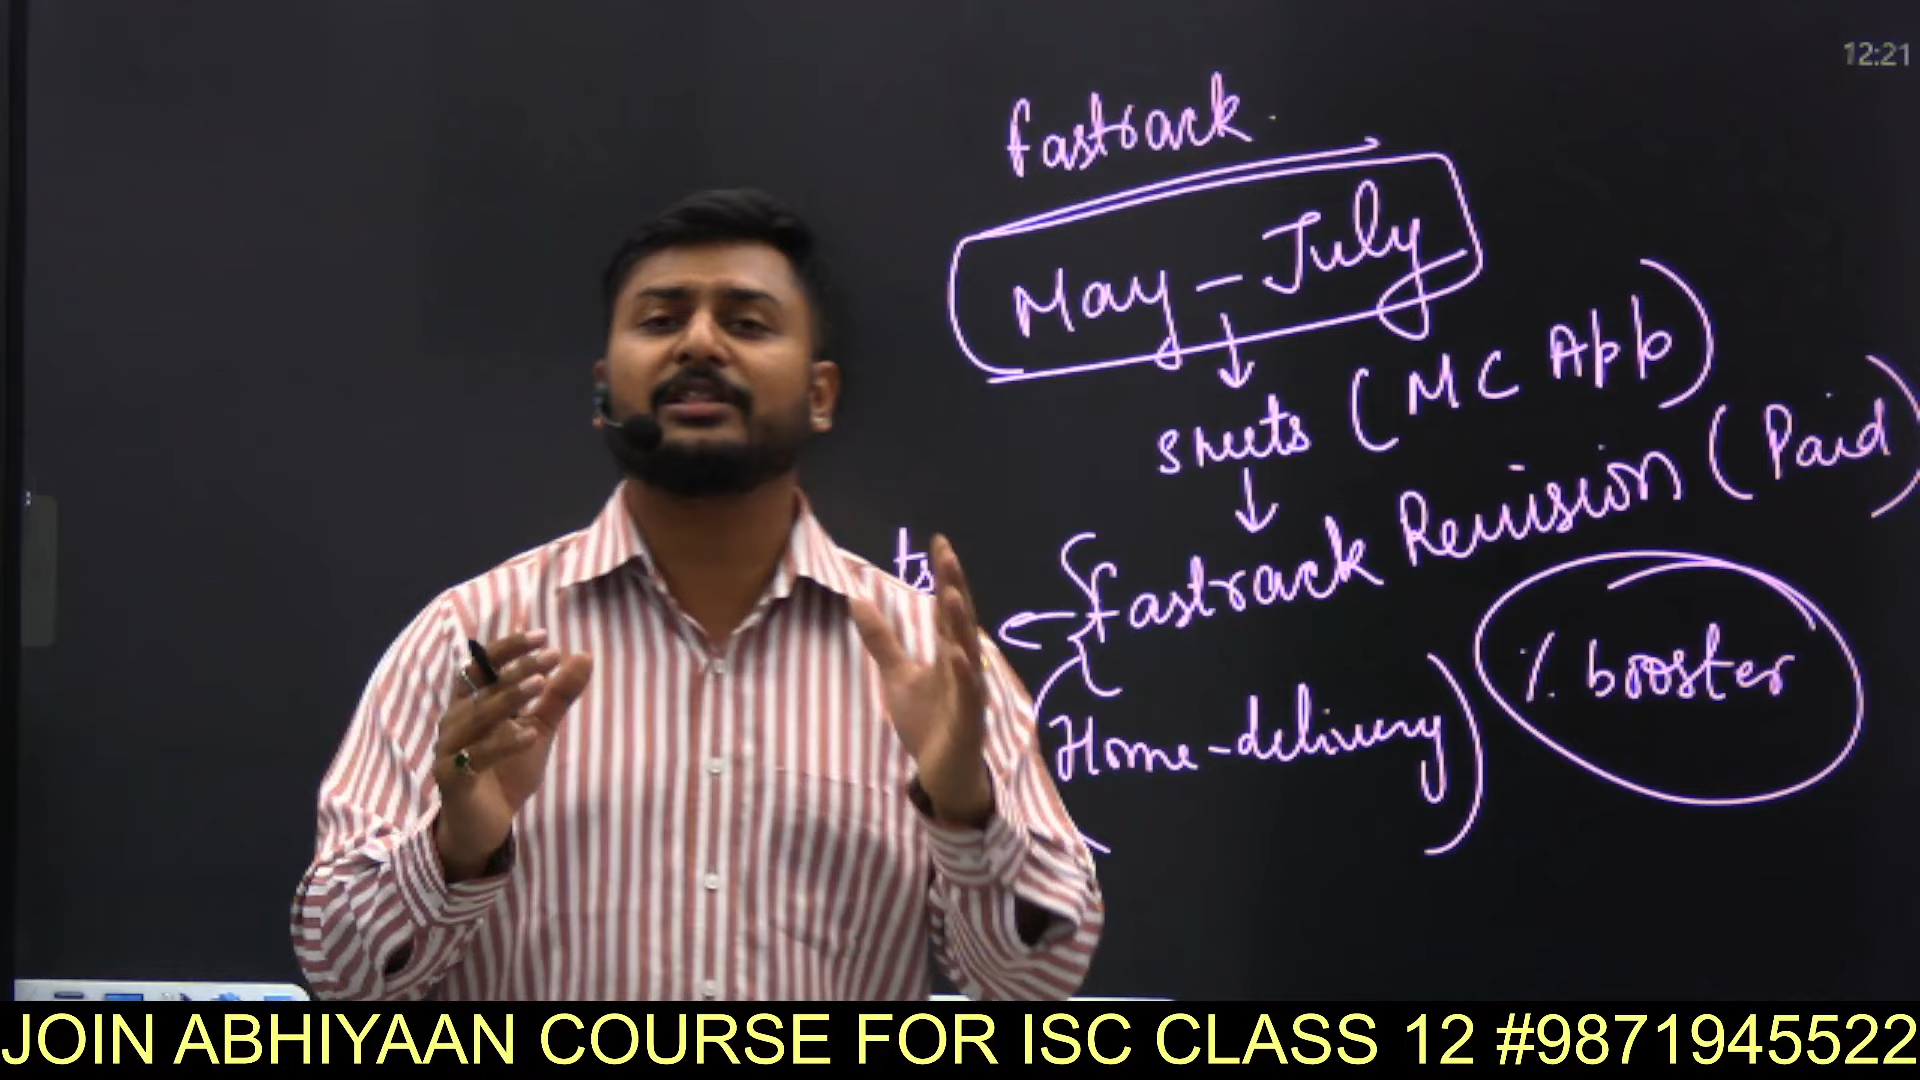 12:21
fastrack.
May - July
sheets (MC App)
ts
Fastrack Revision (Paid)
% booster
Home-delivery)
JOIN ABHIYAAN COURSE FOR ISC CLASS 12 #9871945522